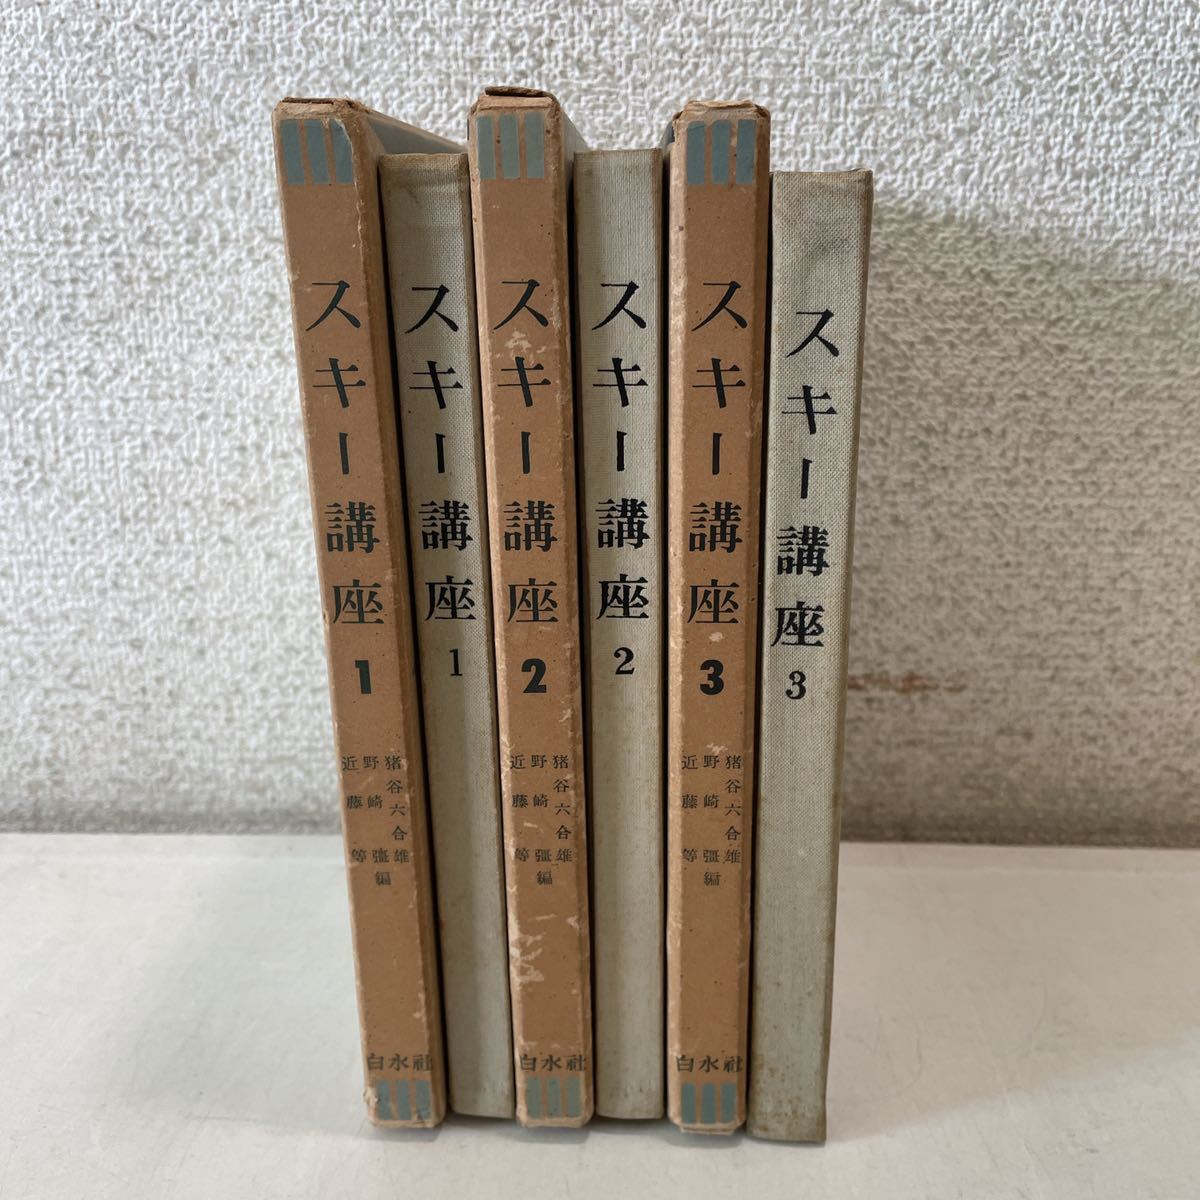 スキー講座 1
猪谷六合雄
野崎彊
近藤等編
白水社
スキー講座 1
スキー講座 2
猪谷六合雄
野崎彊
近藤等編
白水社
スキー講座 2
スキー講座 3
猪谷六合雄
野崎彊
近藤等編
白水社
スキー講座 3